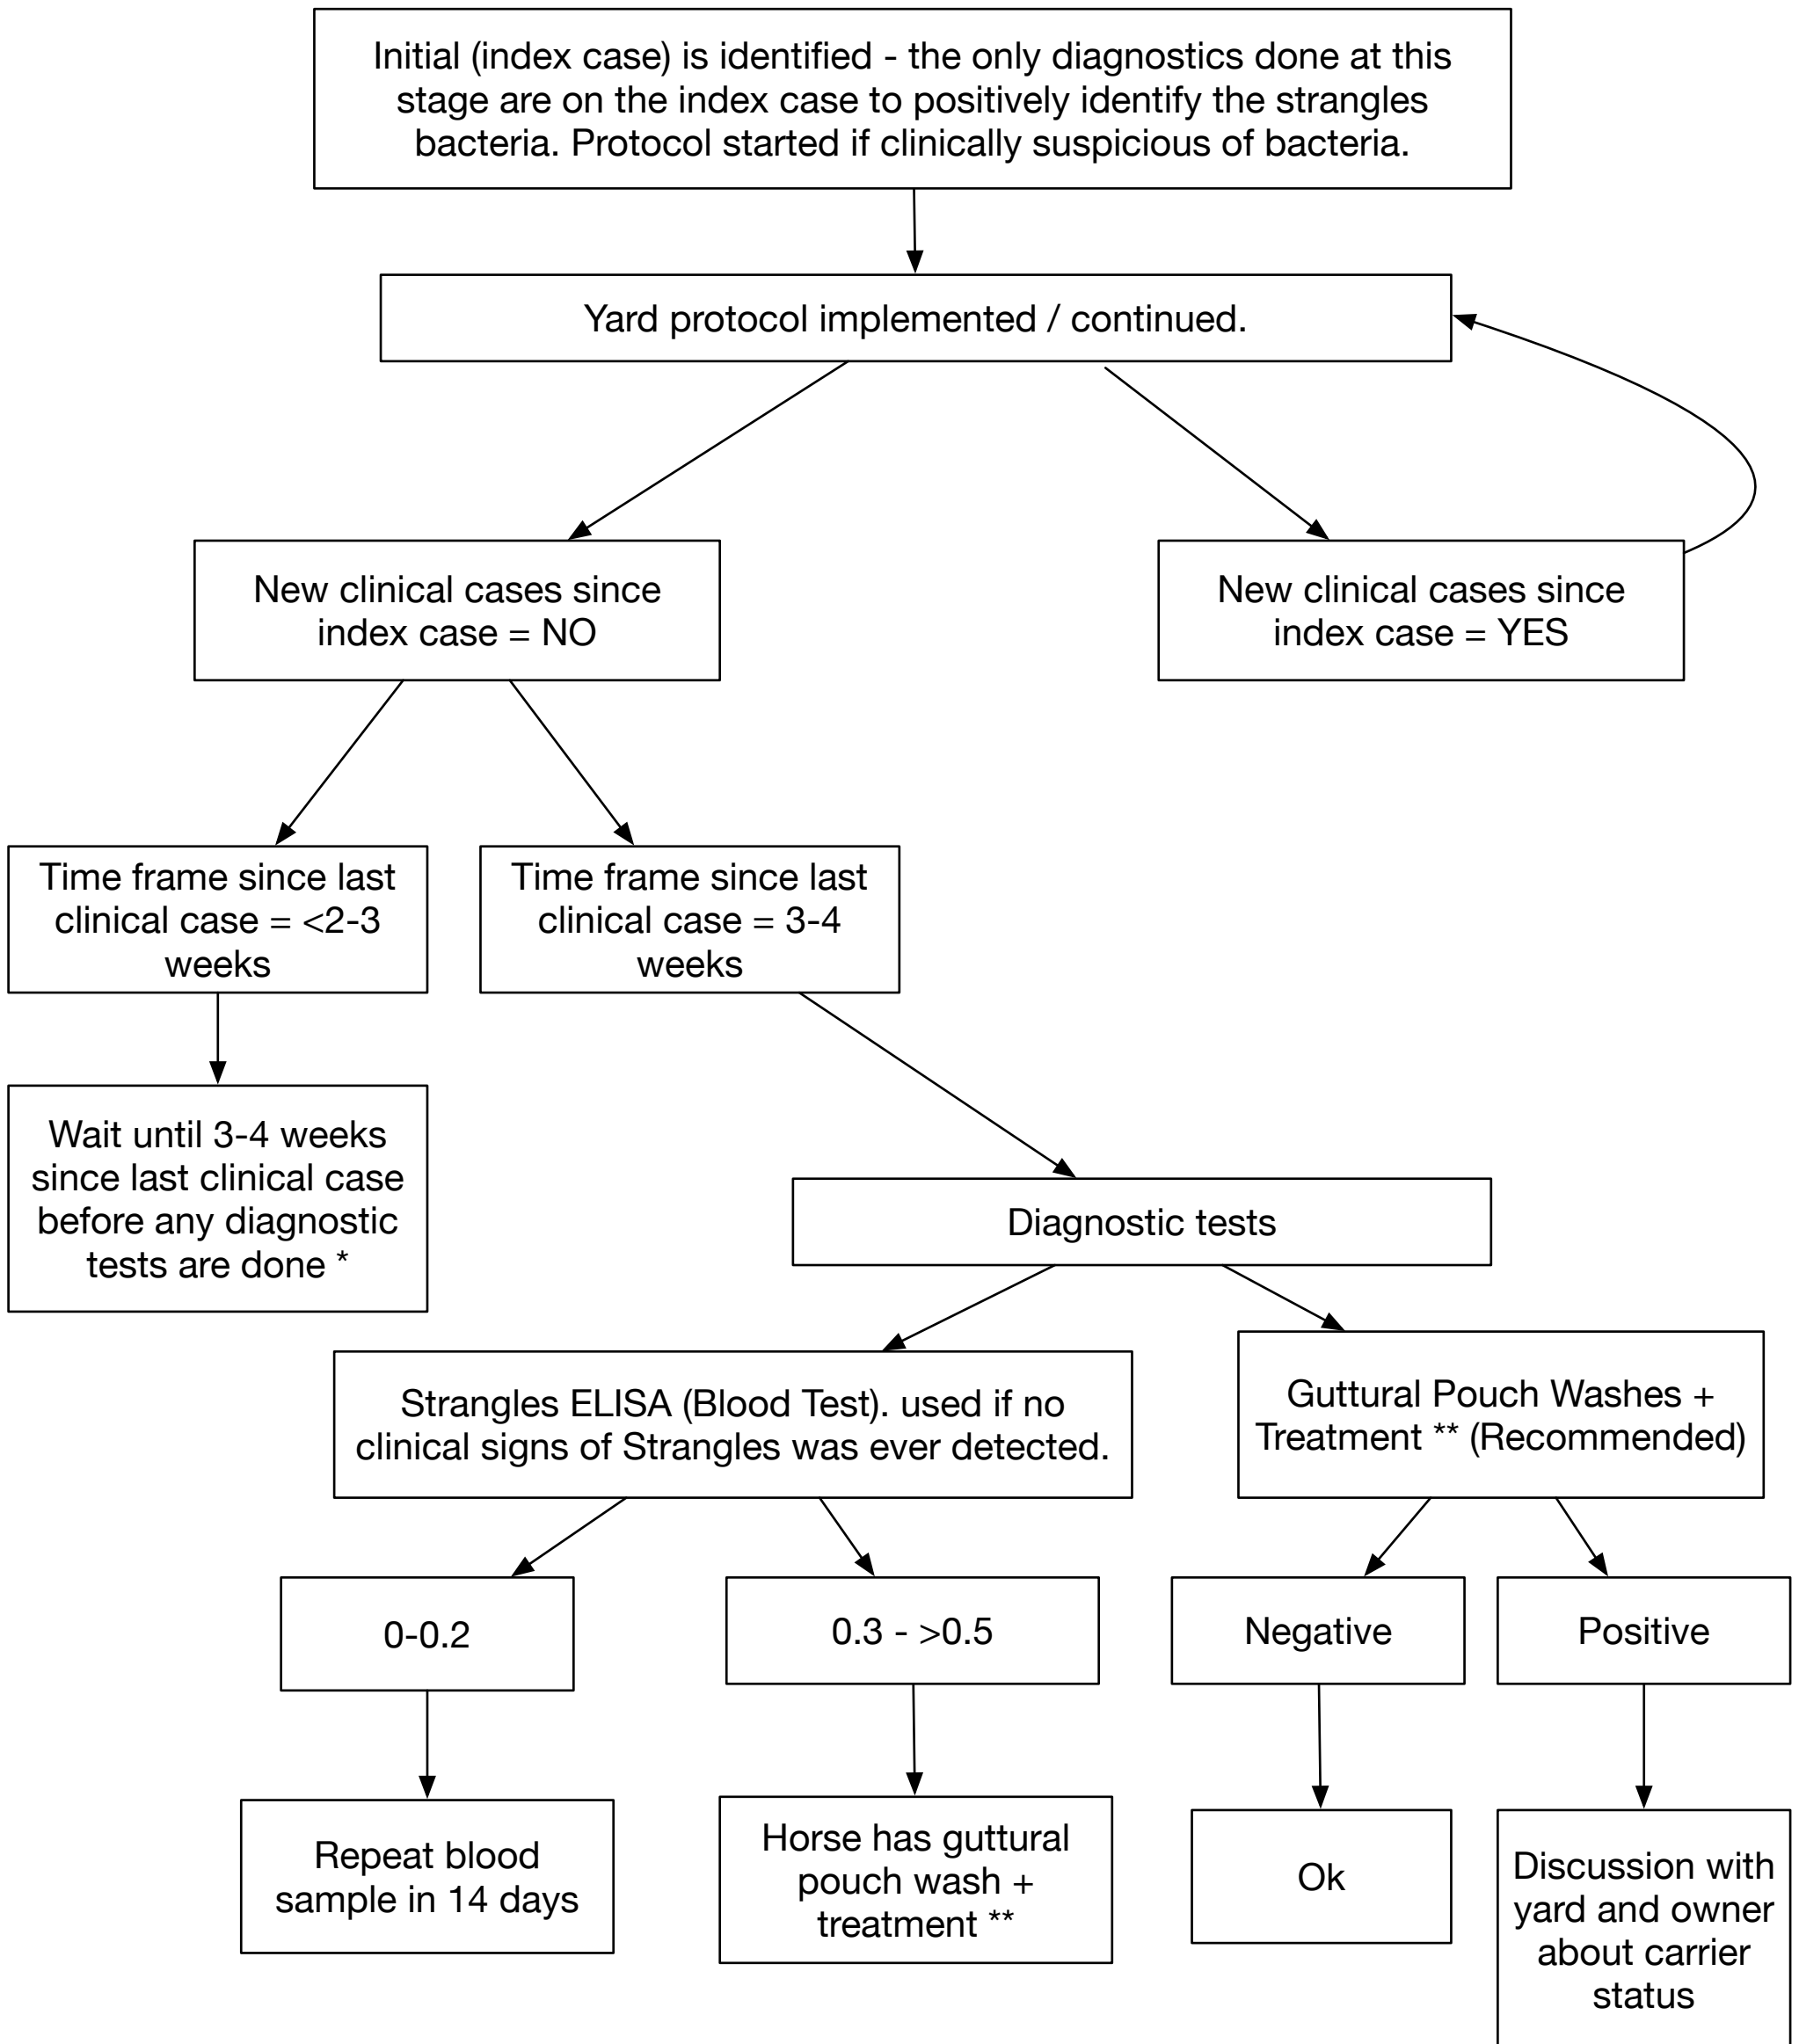 Initial (index case) is identified - the only diagnostics done at this
stage are on the index case to positively identify the strangles
bacteria. Protocol started if clinically suspicious of bacteria.
Yard protocol implemented / continued.
New clinical cases since
index case = NO
New clinical cases since
index case = YES
Time frame since last
clinical case = <2-3
weeks
Time frame since last
clinical case = 3-4
weeks
Wait until 3-4 weeks
since last clinical case
before any diagnostic
tests are done *
Diagnostic tests
Strangles ELISA (Blood Test). used if no
clinical signs of Strangles was ever detected.
Guttural Pouch Washes +
Treatment ** (Recommended)
0-0.2
0.3 - >0.5
Negative
Positive
Repeat blood
sample in 14 days
Horse has guttural
pouch wash +
treatment **
Ok
Discussion with
yard and owner
about carrier
status